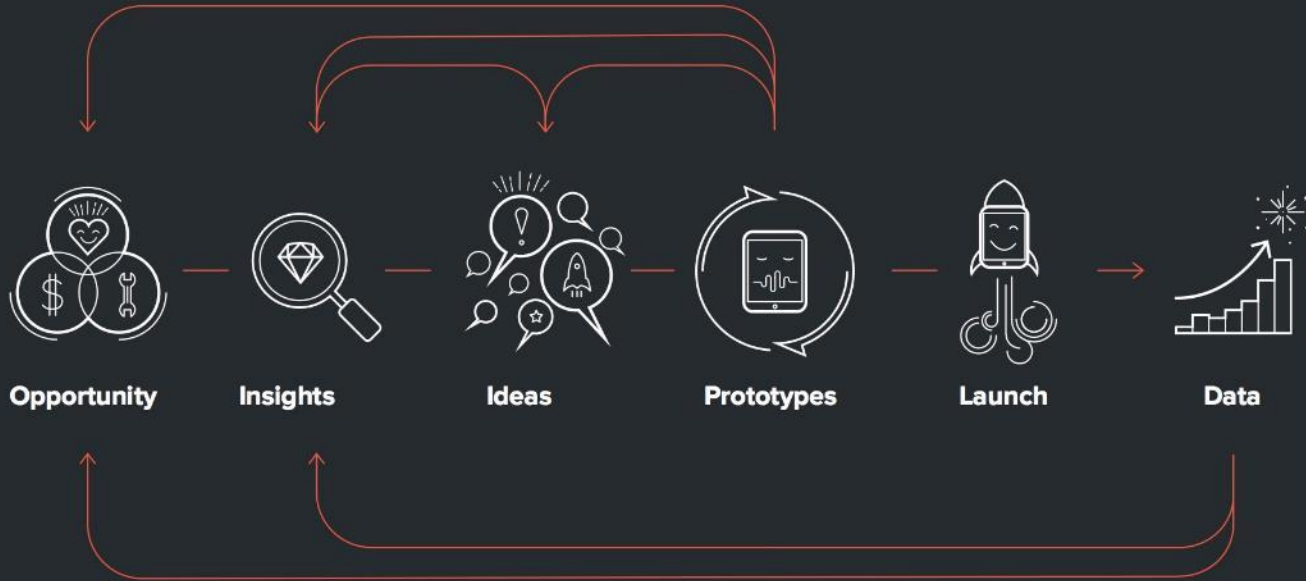 Opportunity
Insights
Ideas
Prototypes
Launch
Data